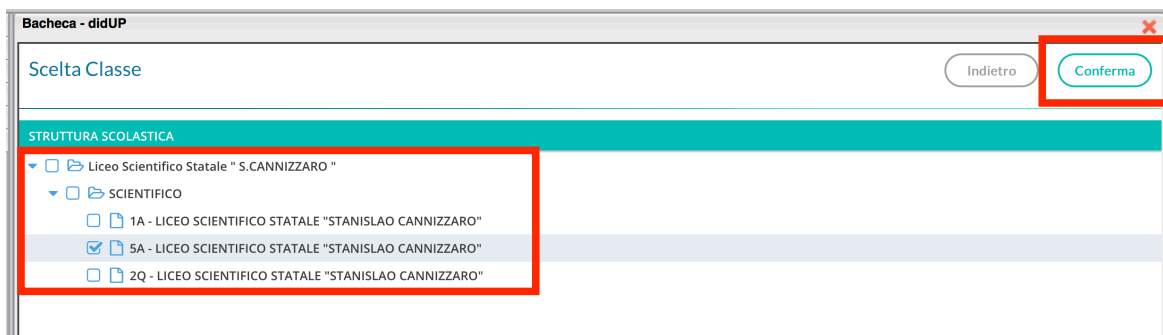 Bacheca - didUP
Scelta Classe
Indietro
Conferma
STRUTTURA SCOLASTICA
Liceo Scientifico Statale " S.CANNIZZARO "
SCIENTIFICO
1A - LICEO SCIENTIFICO STATALE "STANISLAO CANNIZZARO"
5A - LICEO SCIENTIFICO STATALE "STANISLAO CANNIZZARO"
2Q - LICEO SCIENTIFICO STATALE "STANISLAO CANNIZZARO"